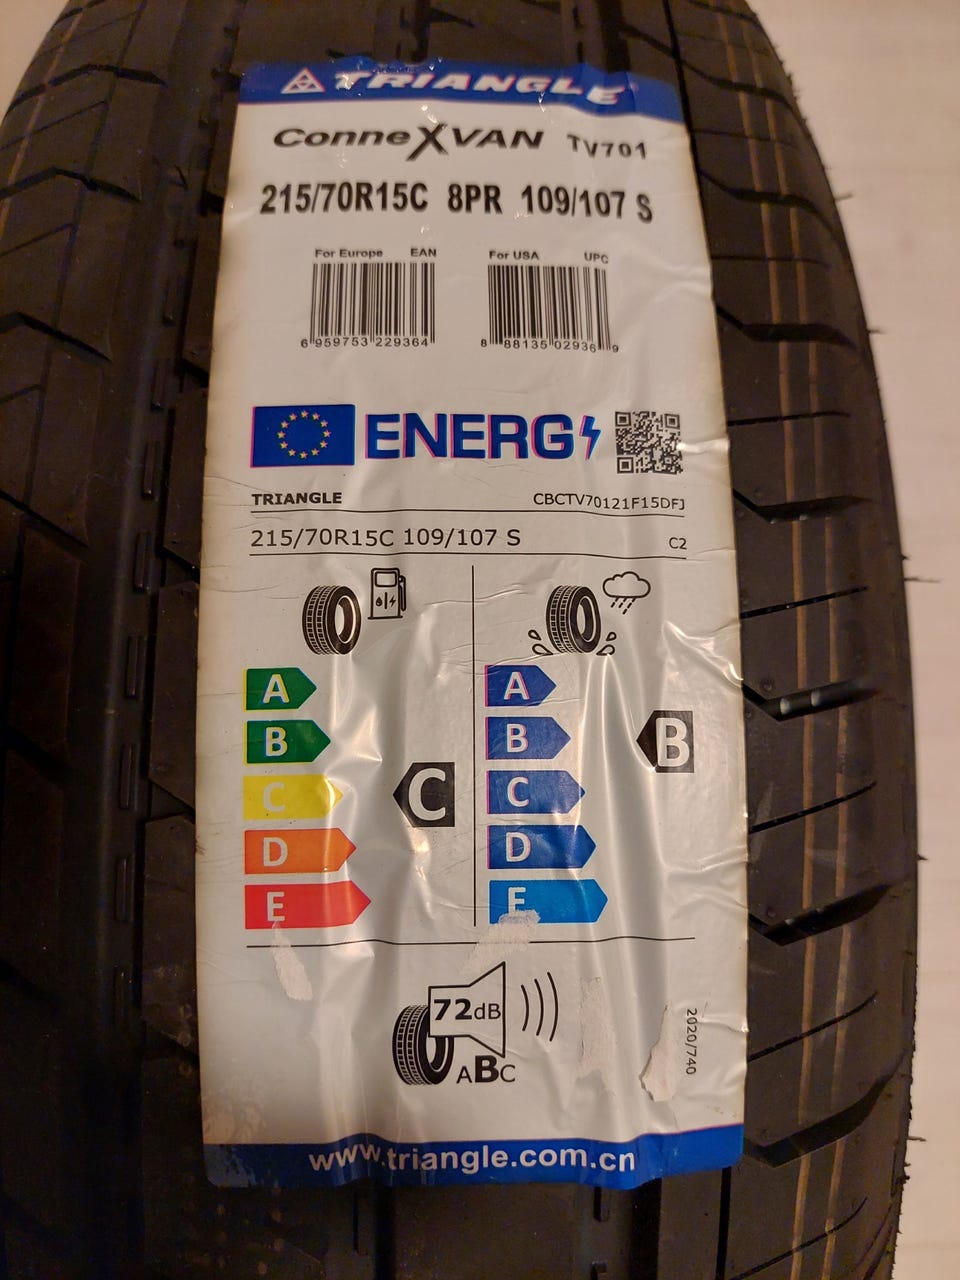 TRIANGLE
ConneXVAN TV701
215/70R15C 8PR 109/107 S
For Europe EAN For USA UPC
6 959753 229364 8 88135 02936 9
ENERG
TRIANGLE CBCTV70121F15DFJ
215/70R15C 109/107 S C2
A A
B B B
C C C
D D
E E
72dB
ABC
2020/740
www.triangle.com.cn